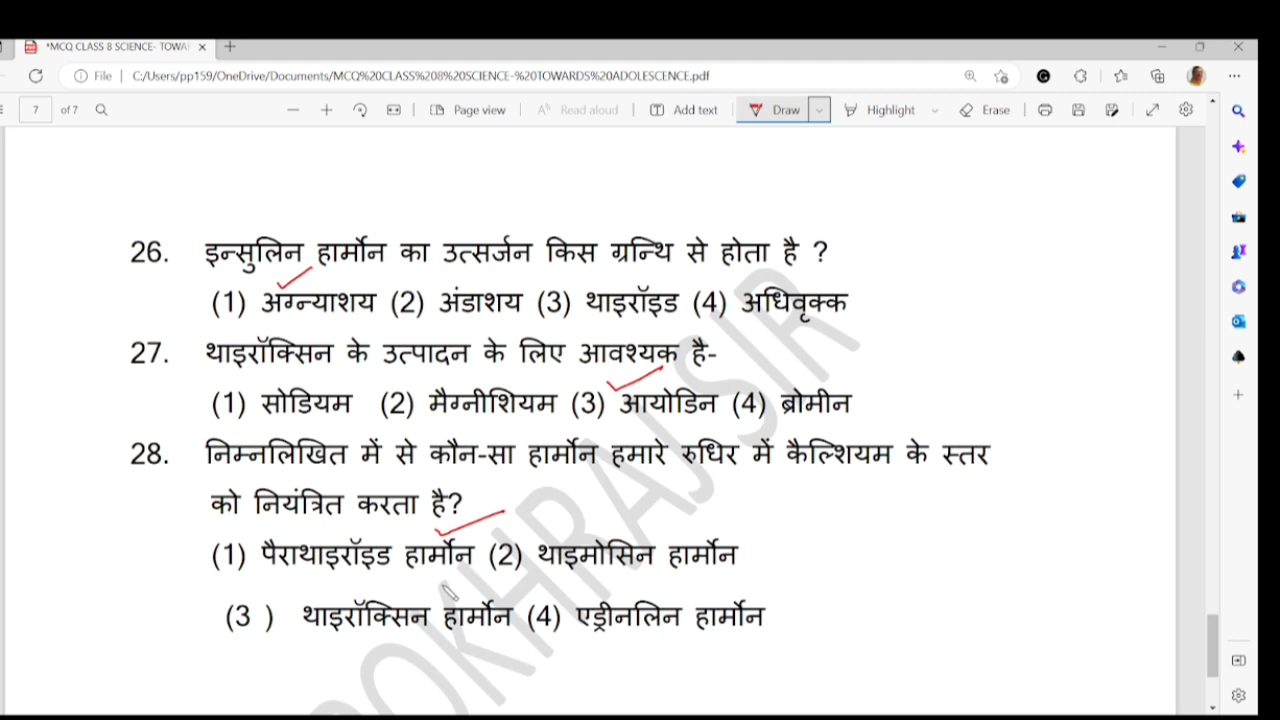 *MCQ CLASS 8 SCIENCE- TOWA
File C:/Users/pp159/OneDrive/Documents/MCQ%20CLASS%208%20SCIENCE-%20TOWARDS%20ADOLESCENCE.pdf
7 of 7 Page view Read aloud Add text Draw Highlight Erase
26. इन्सुलिन हार्मोन का उत्सर्जन किस ग्रन्थि से होता है ?
(1) अग्न्याशय (2) अंडाशय (3) थाइरॉइड (4) अधिवृक्क
27. थाइरॉक्सिन के उत्पादन के लिए आवश्यक है-
(1) सोडियम (2) मैग्नीशियम (3) आयोडिन (4) ब्रोमीन
28. निम्नलिखित में से कौन-सा हार्मोन हमारे रुधिर में कैल्शियम के स्तर
को नियंत्रित करता है?
(1) पैराथाइरॉइड हार्मोन (2) थाइमोसिन हार्मोन
(3 ) थाइरॉक्सिन हार्मोन (4) एड्रीनलिन हार्मोन
POKHRAJ SIR